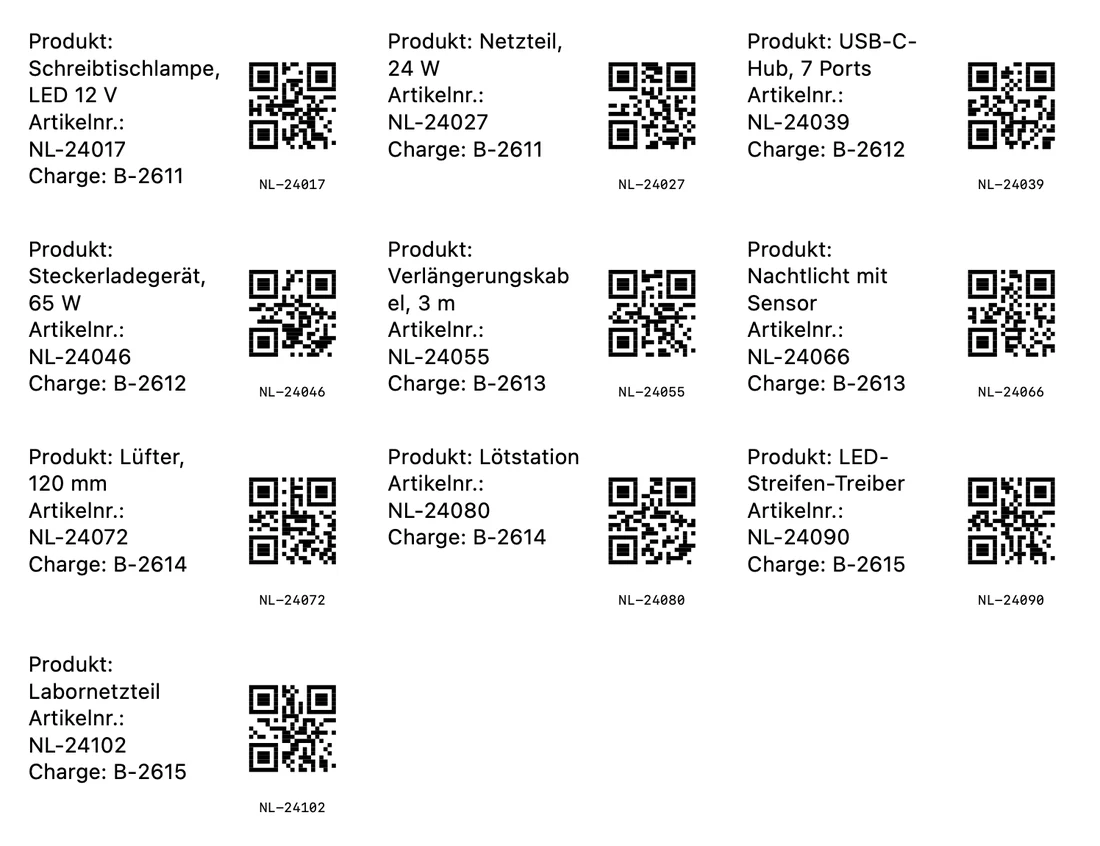 Produkt:
Schreibtischlampe,
LED 12 V
Artikelnr.:
NL-24017
Charge: B-2611
NL-24017
Produkt: Netzteil,
24 W
Artikelnr.:
NL-24027
Charge: B-2611
NL-24027
Produkt: USB-C-
Hub, 7 Ports
Artikelnr.:
NL-24039
Charge: B-2612
NL-24039
Produkt:
Steckerladegerät,
65 W
Artikelnr.:
NL-24046
Charge: B-2612
NL-24046
Produkt:
Verlängerungskab
el, 3 m
Artikelnr.:
NL-24055
Charge: B-2613
NL-24055
Produkt:
Nachtlicht mit
Sensor
Artikelnr.:
NL-24066
Charge: B-2613
NL-24066
Produkt: Lüfter,
120 mm
Artikelnr.:
NL-24072
Charge: B-2614
NL-24072
Produkt: Lötstation
Artikelnr.:
NL-24080
Charge: B-2614
NL-24080
Produkt: LED-
Streifen-Treiber
Artikelnr.:
NL-24090
Charge: B-2615
NL-24090
Produkt:
Labornetzteil
Artikelnr.:
NL-24102
Charge: B-2615
NL-24102